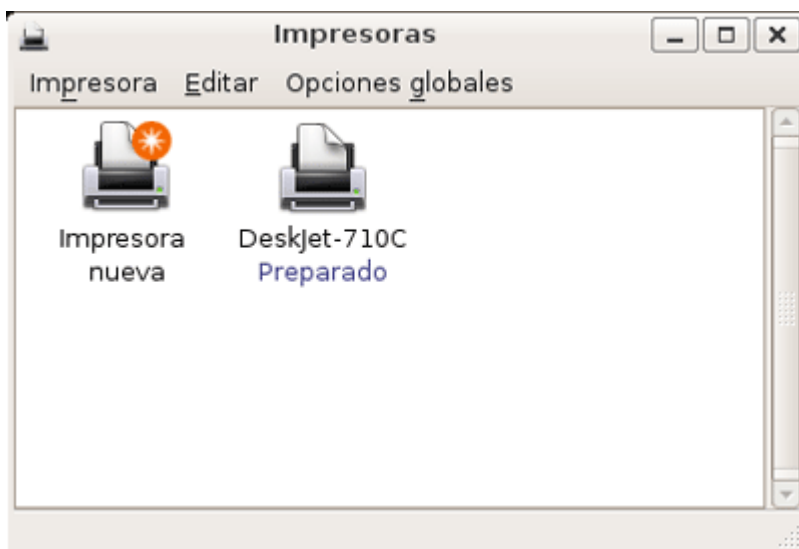 Impresoras
Impresora Editar Opciones globales
Impresora
nueva
DeskJet-710C
Preparado